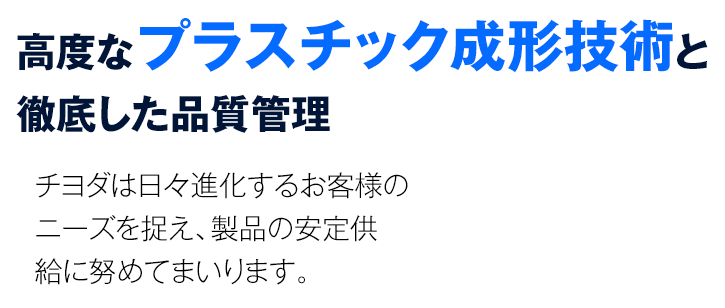 高度なプラスチック成形技術と
徹底した品質管理
チヨダは日々進化するお客様の
ニーズを捉え、製品の安定供
給に努めてまいります。